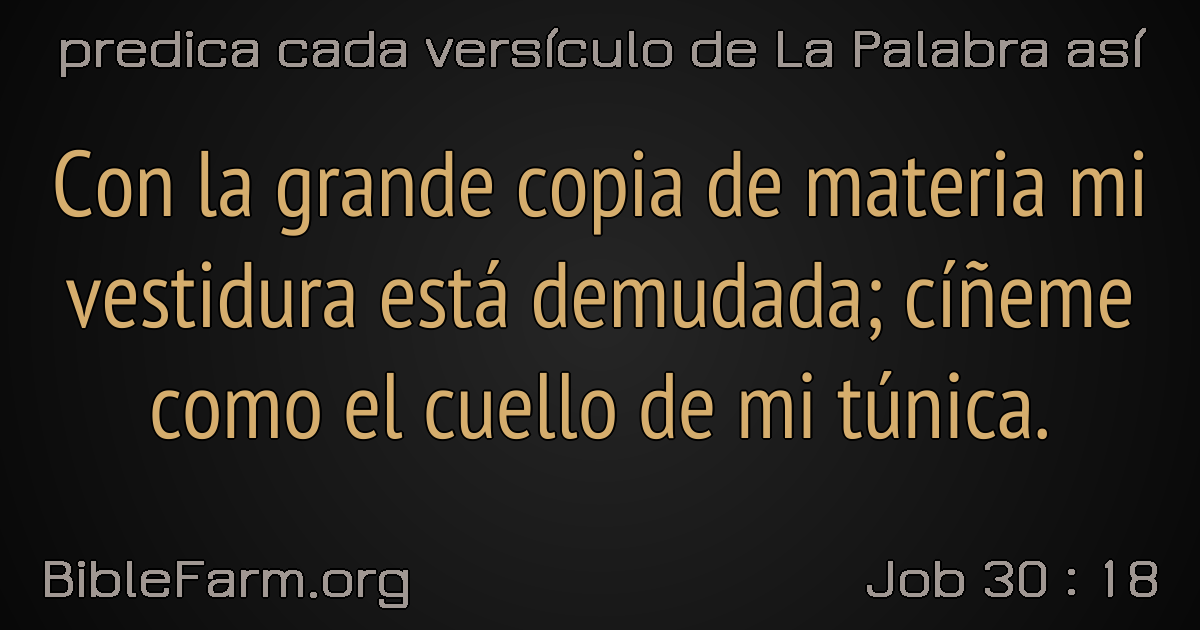 predica cada versículo de La Palabra así
Con la grande copia de materia mi
vestidura está demudada; cíñeme
como el cuello de mi túnica.
BibleFarm.org
Job 30 : 18